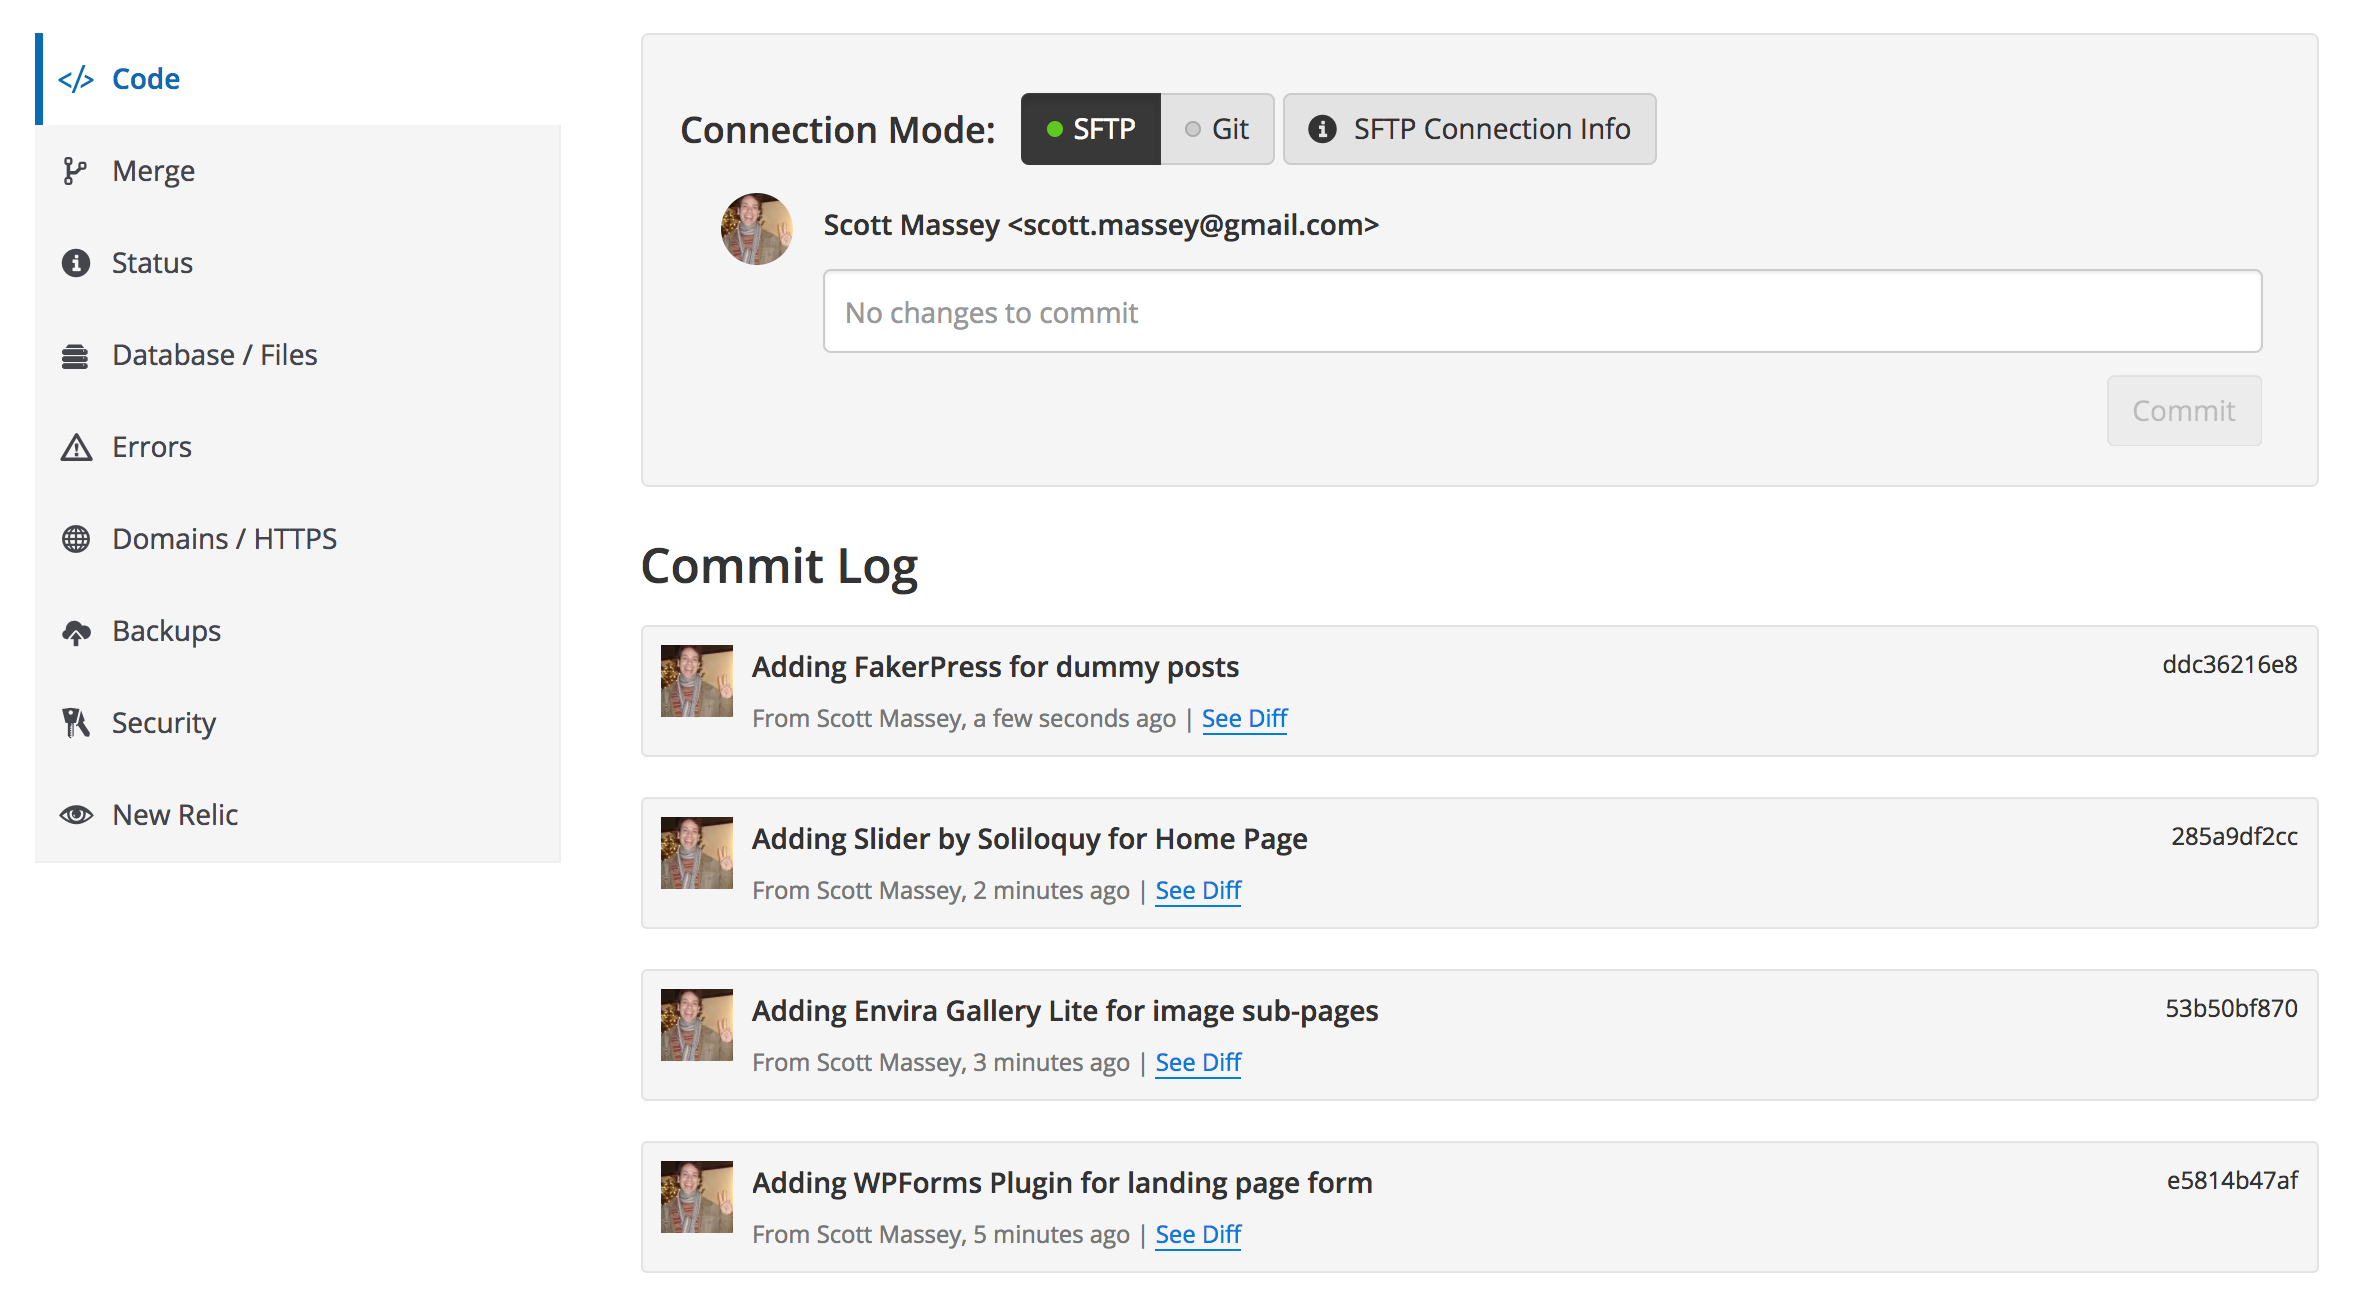 Code
Merge
Status
Database / Files
Errors
Domains / HTTPS
Backups
Security
New Relic
Connection Mode: SFTP Git SFTP Connection Info
Scott Massey <scott.massey@gmail.com>
No changes to commit
Commit
Commit Log
Adding FakerPress for dummy posts ddc36216e8
From Scott Massey, a few seconds ago | See Diff
Adding Slider by Soliloquy for Home Page 285a9df2cc
From Scott Massey, 2 minutes ago | See Diff
Adding Envira Gallery Lite for image sub-pages 53b50bf870
From Scott Massey, 3 minutes ago | See Diff
Adding WPForms Plugin for landing page form e5814b47af
From Scott Massey, 5 minutes ago | See Diff